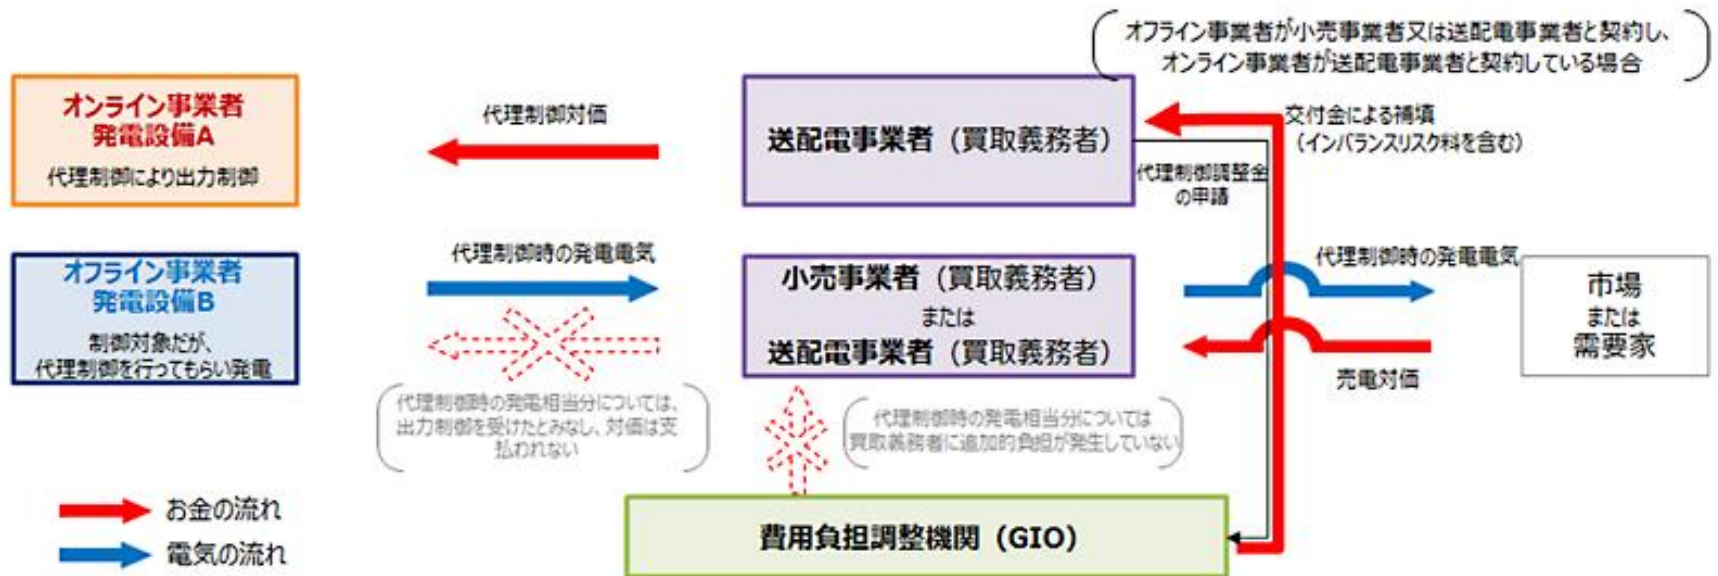 オフライン事業者が小売事業者又は送配電事業者と契約し、
オンライン事業者が送配電事業者と契約している場合
オンライン事業者
発電設備A
代理制御により出力制御
代理制御対価
送配電事業者（買取義務者）
交付金による補填
（インバランスリスク料を含む）
代理制御調整金
の申請
オフライン事業者
発電設備B
制御対象だが、
代理制御を行ってもらい発電
代理制御時の発電電気
小売事業者（買取義務者）
または
送配電事業者（買取義務者）
代理制御時の発電電気
売電対価
市場
または
需要家
代理制御時の発電相当分については、
出力制御を受けたとみなし、対価は支
払われない
代理制御時の発電相当分については
買取義務者に追加的負担が発生していない
お金の流れ
電気の流れ
費用負担調整機関（GIO）